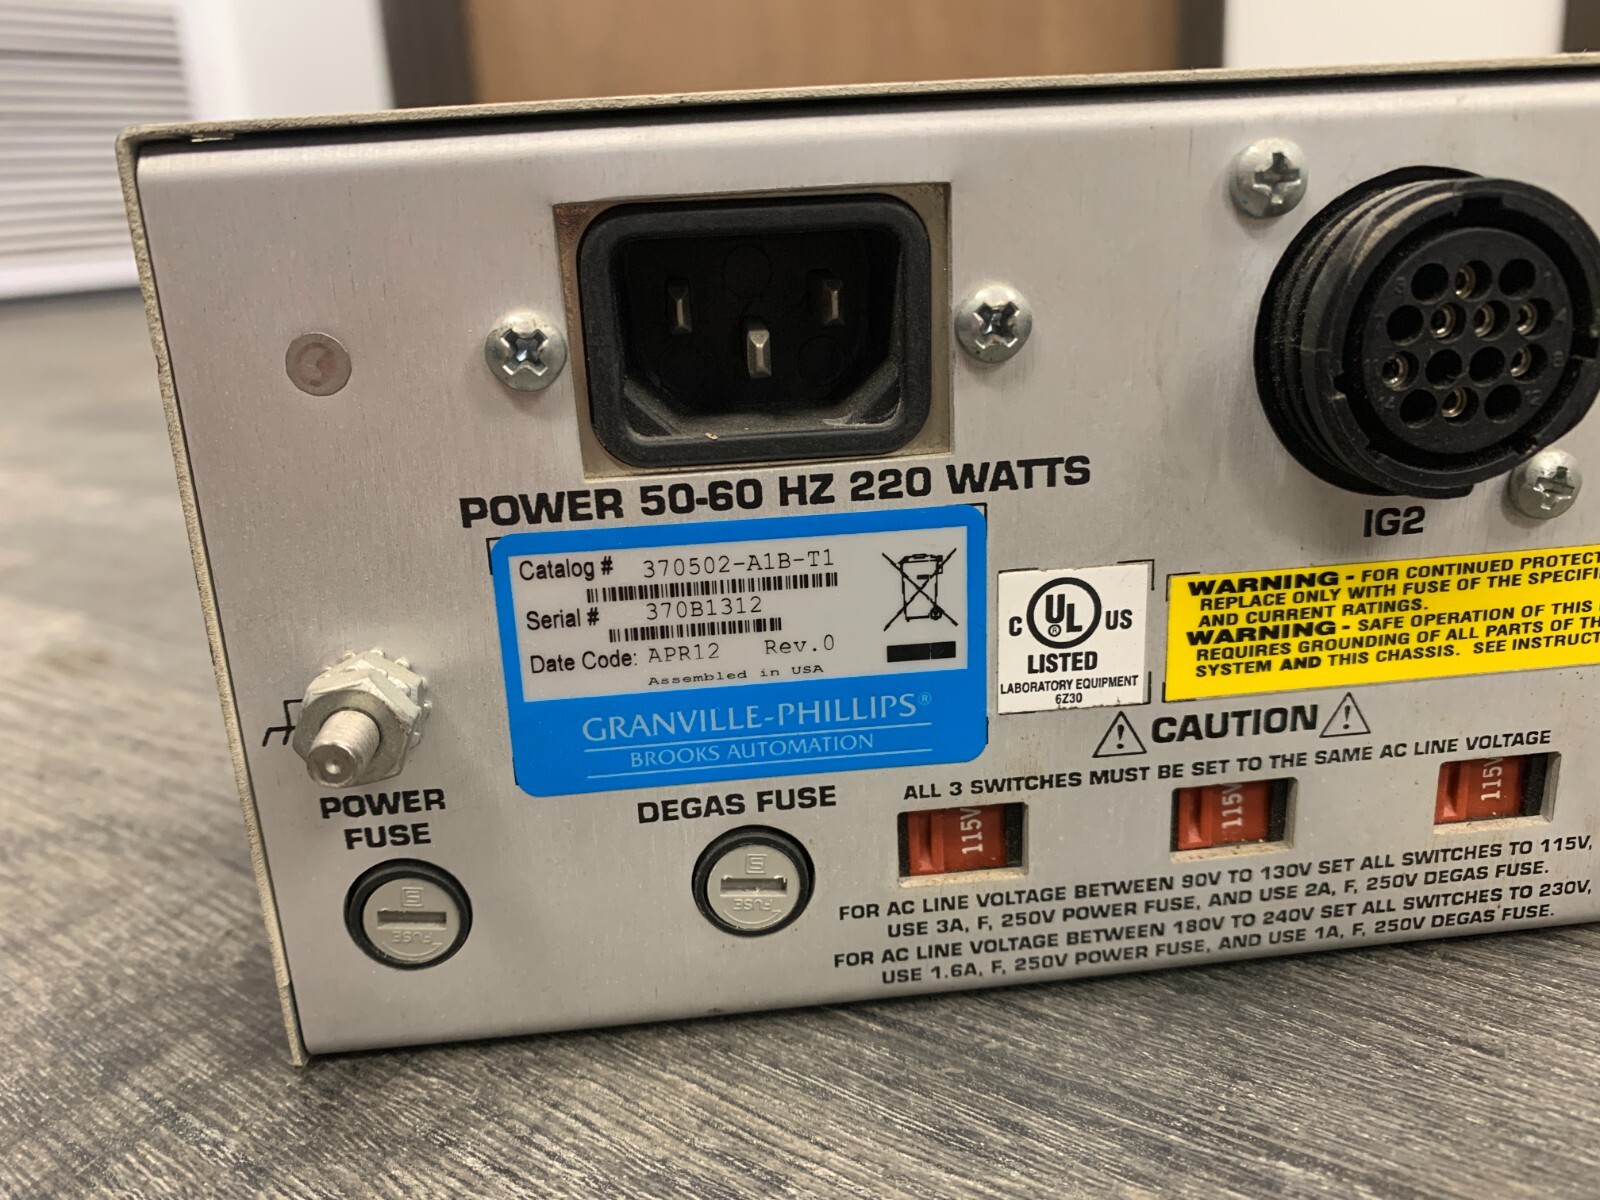 POWER 50-60 HZ 220 WATTS
IG2
Catalog # 370502-A1B-T1
Serial # 370B1312
Date Code: APR12 Rev.0
Assembled in USA
GRANVILLE-PHILLIPS®
BROOKS AUTOMATION
C UL® US
LISTED
LABORATORY EQUIPMENT
6Z30
WARNING - FOR CONTINUED
REPLACE ONLY WITH FUSE OF THE
AND CURRENT RATINGS.
WARNING - SAFE OPERATION OF THIS
REQUIRES GROUNDING OF ALL PARTS OF
SYSTEM AND THIS CHASSIS. SEE
CAUTION
ALL 3 SWITCHES MUST BE SET TO THE SAME AC LINE VOLTAGE
115V 115V 115V
POWER
FUSE
DEGAS FUSE
FUSE
FUSE
FOR AC LINE VOLTAGE BETWEEN 90V TO 130V SET ALL SWITCHES TO 115V,
USE 3A, F, 250V POWER FUSE, AND USE 2A, F, 250V DEGAS FUSE.
FOR AC LINE VOLTAGE BETWEEN 180V TO 240V SET ALL SWITCHES TO 230V,
USE 1.6A, F, 250V POWER FUSE, AND USE 1A, F, 250V DEGAS FUSE.